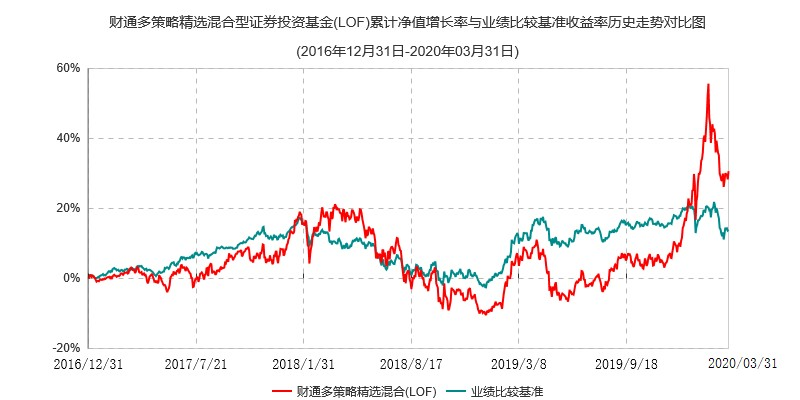 财通多策略精选混合型证券投资基金(LOF)累计净值增长率与业绩比较基准收益率历史走势对比图
(2016年12月31日-2020年03月31日)
60%
40%
20%
0%
-20%
2016/12/31 2017/7/21 2018/1/31 2018/8/17 2019/3/8 2019/9/18 2020/03/31
财通多策略精选混合(LOF) 业绩比较基准